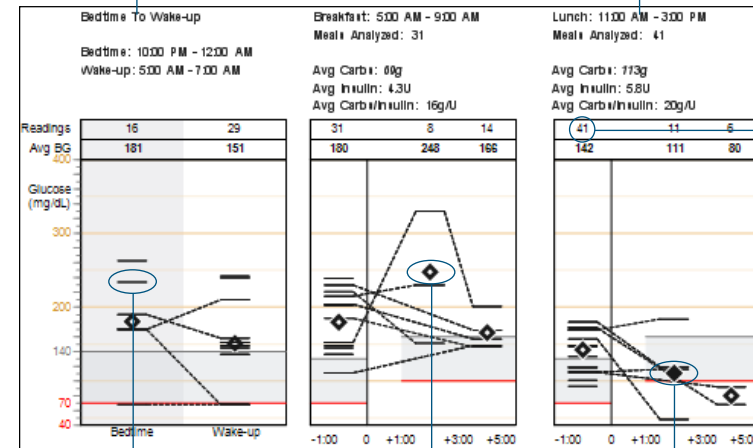 Bedtime To Wake-up
Bedtime: 10:00 PM - 12:00 AM
Wake-up: 5:00 AM - 7:00 AM
Breakfast: 5:00 AM - 9:00 AM
Meals Analyzed: 31
Avg Carbs: 69g
Avg Insulin: 4.3U
Avg Carbs/Insulin: 16g/U
Lunch: 11:00 AM - 3:00 PM
Meals Analyzed: 41
Avg Carbs: 113g
Avg Insulin: 5.8U
Avg Carbs/Insulin: 20g/U
Readings 16 29 31 8 14 41 11 6
Avg BG 181 151 180 248 166 142 111 80
400
Glucose
(mg/dL)
300
200
140
70
40
Bedtime Wake-up -1:00 0 +1:00 +3:00 +5:00 -1:00 0 +1:00 +3:00 +5:0